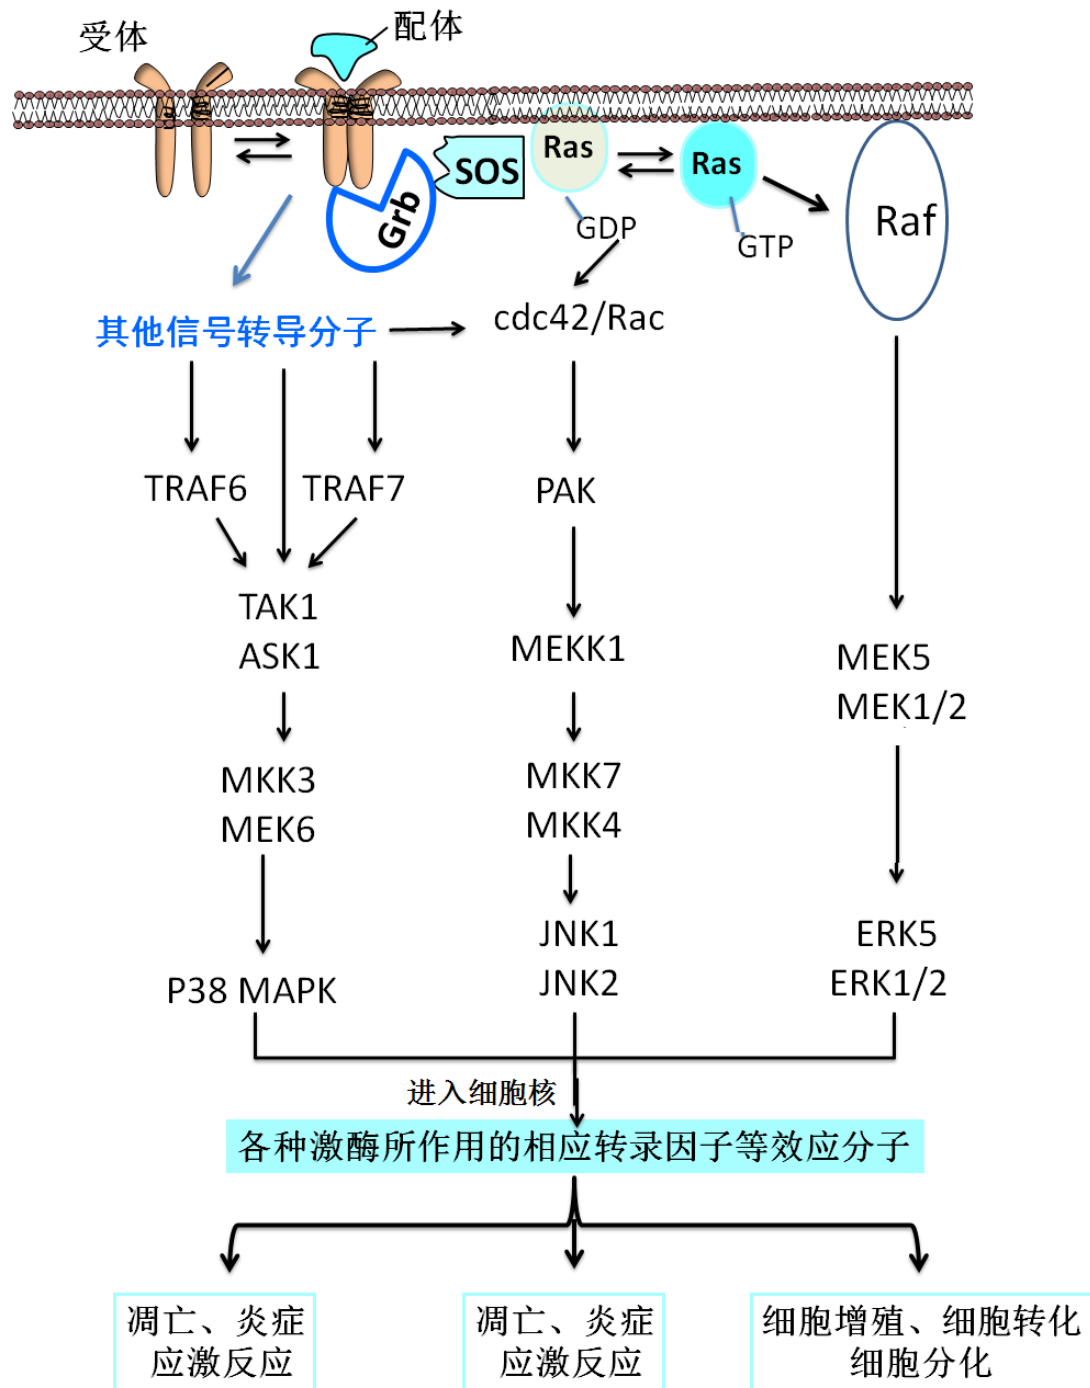 受体
配体
SOS
Ras
Ras
Grb
Raf
GDP
GTP
其他信号转导分子
cdc42/Rac
TRAF6
TRAF7
PAK
TAK1
ASK1
MEKK1
MEK5
MEK1/2
MKK3
MEK6
MKK7
MKK4
JNK1
JNK2
ERK5
ERK1/2
P38 MAPK
进入细胞核
各种激酶所作用的相应转录因子等效应分子
凋亡、炎症
应激反应
凋亡、炎症
应激反应
细胞增殖、细胞转化
细胞分化